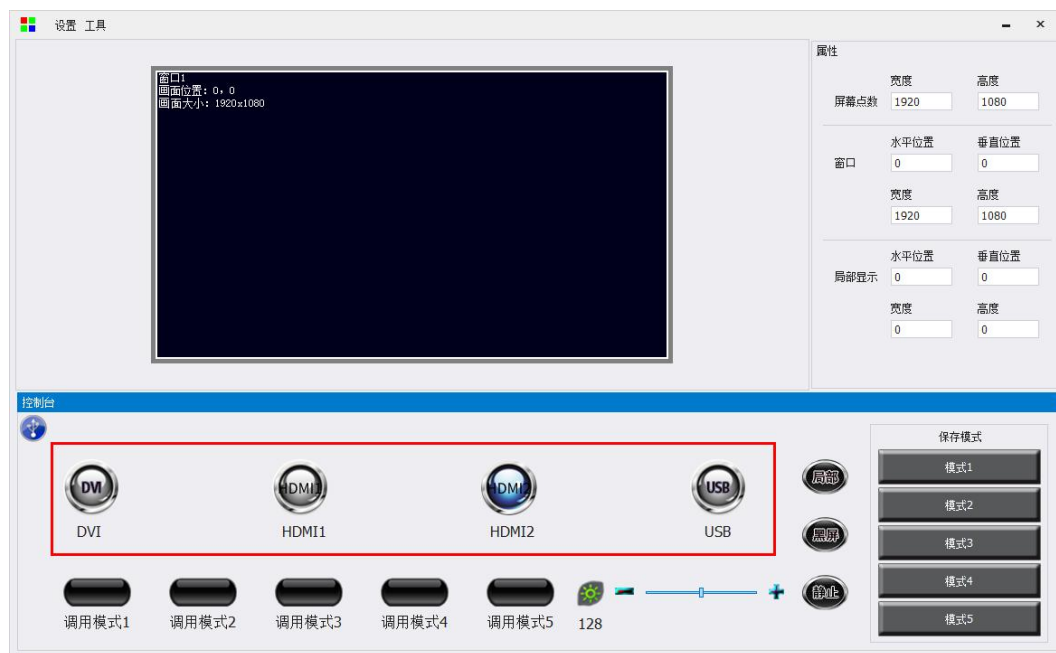 设置 工具
属性
窗口1
画面位置: 0, 0
画面大小: 1920x1080
宽度 高度
屏幕点数 1920 1080
水平位置 垂直位置
窗口 0 0
宽度 高度
1920 1080
水平位置 垂直位置
局部显示 0 0
宽度 高度
0 0
控制台
保存模式
DVI HDMI1 HDMI2 USB
DVI HDMI1 HDMI2 USB
局部
黑屏
静止
模式1
模式2
模式3
模式4
模式5
调用模式1 调用模式2 调用模式3 调用模式4 调用模式5 128